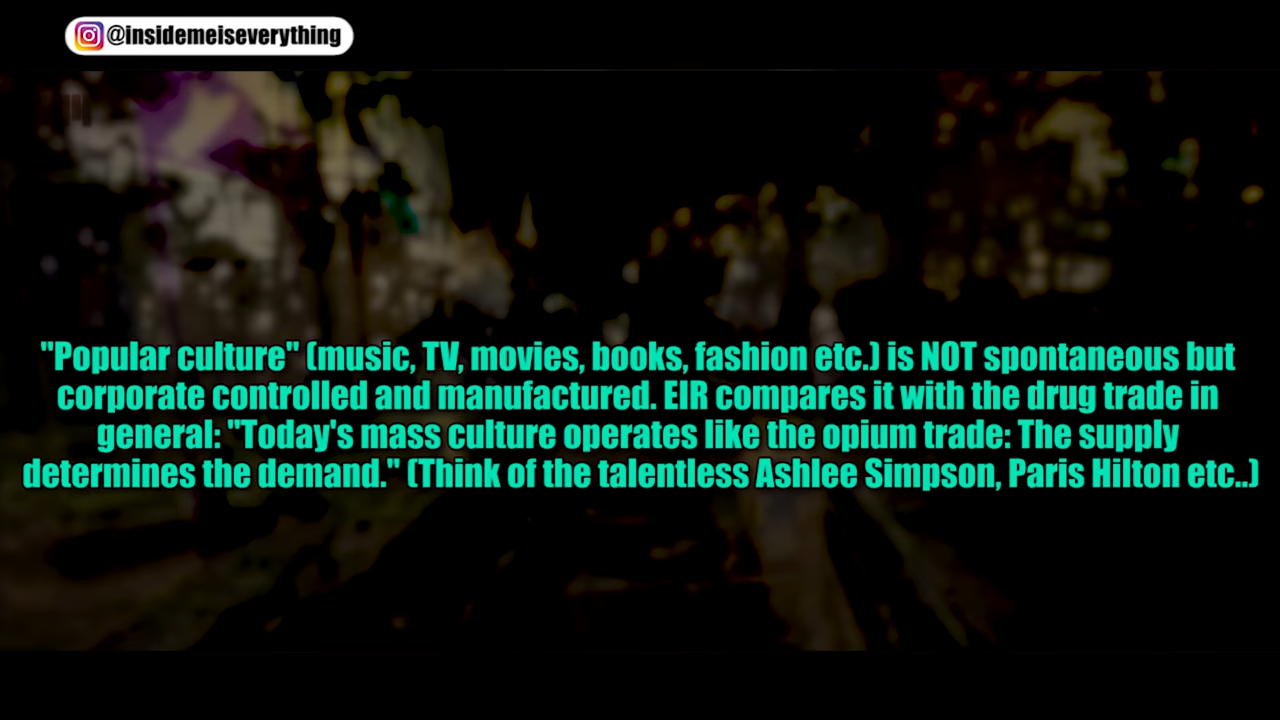 @insidemeiseverything
"Popular culture" (music, TV, movies, books, fashion etc.) is NOT spontaneous but
corporate controlled and manufactured. EIR compares it with the drug trade in
general: "Today's mass culture operates like the opium trade: The supply
determines the demand." (Think of the talentless Ashlee Simpson, Paris Hilton etc..)